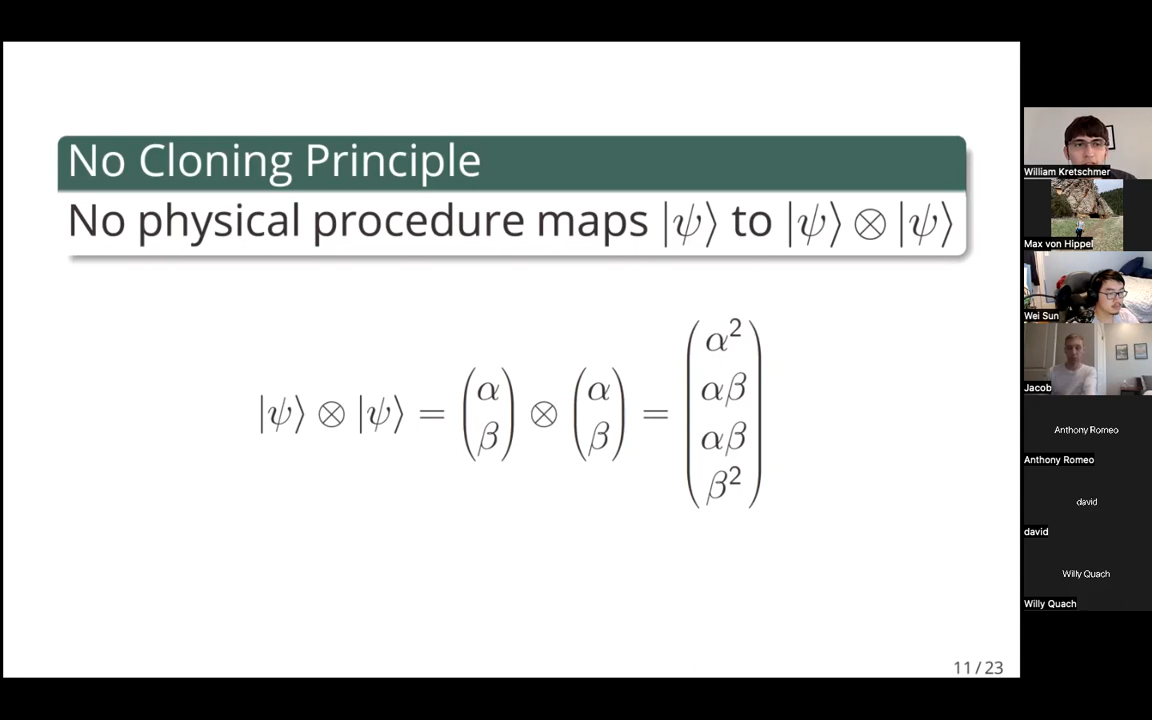 No Cloning Principle
No physical procedure maps |ψ⟩ to |ψ⟩ ⊗ |ψ⟩
|ψ⟩ ⊗ |ψ⟩ = (α β) ⊗ (α β) = (α² αβ αβ β²)
11 / 23
William Kretschmer
Max von Hippel
Wei Sun
Jacob
Anthony Romeo
Anthony Romeo
david
david
Willy Quach
Willy Quach